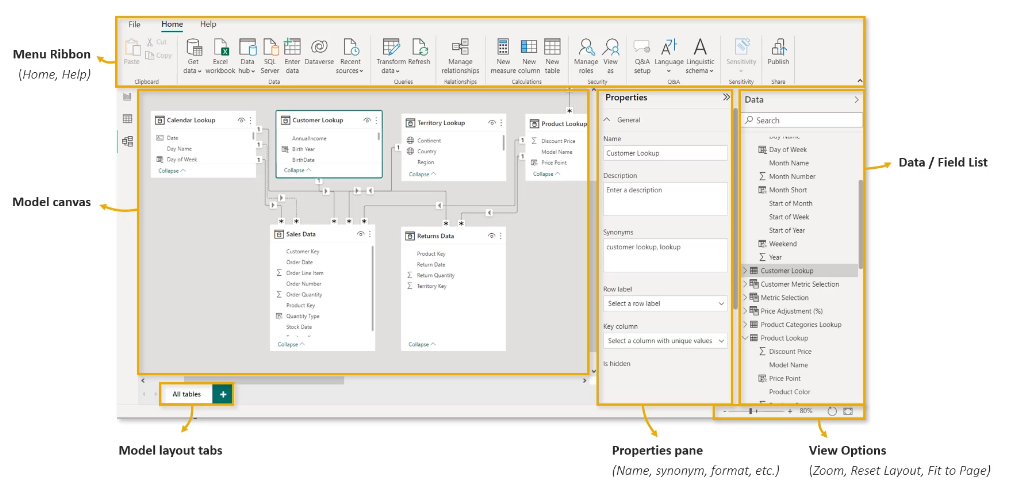 File Home Help
Menu Ribbon
(Home, Help)
Paste
Cut
Copy
Clipboard
Get data
Excel workbook
Data hub
SQL Server
Enter data
Dataverse
Recent sources
Data
Transform data
Refresh
Queries
Manage relationships
Relationships
New measure
New column
New table
Calculations
Manage roles
View as
Security
Q&A setup
Language
Linguistic schema
Q&A
Sensitivity
Sensitivity
Publish
Share
Model canvas
Calendar Lookup
Date
Day Name
Day of Week
Collapse
Customer Lookup
AnnualIncome
Birth Year
BirthDate
Collapse
Territory Lookup
Continent
Country
Region
Collapse
Product Lookup
Discount Price
Model Name
Price Point
Collapse
1
1
1
1
1
1
1
*
*
*
*
*
*
*
Sales Data
Customer Key
Order Date
Order Line Item
Order Number
Order Quantity
Product Key
Quantity Type
Stock Date
Collapse
Returns Data
Product Key
Return Date
Return Quantity
Territory Key
Collapse
All tables
+
Model layout tabs
Properties
General
Name
Customer Lookup
Description
Enter a description
Synonyms
customer lookup, lookup
Row label
Select a row label
Key column
Select a column with unique values
Is hidden
Properties pane
(Name, synonym, format, etc.)
Data
Search
Day Name
Day of Week
Month Name
Month Number
Month Short
Start of Month
Start of Week
Start of Year
Weekend
Year
Customer Lookup
Customer Metric Selection
Metric Selection
Price Adjustment (%)
Product Categories Lookup
Product Lookup
Discount Price
Model Name
Price Point
Product Color
Data / Field List
- + 80%
View Options
(Zoom, Reset Layout, Fit to Page)